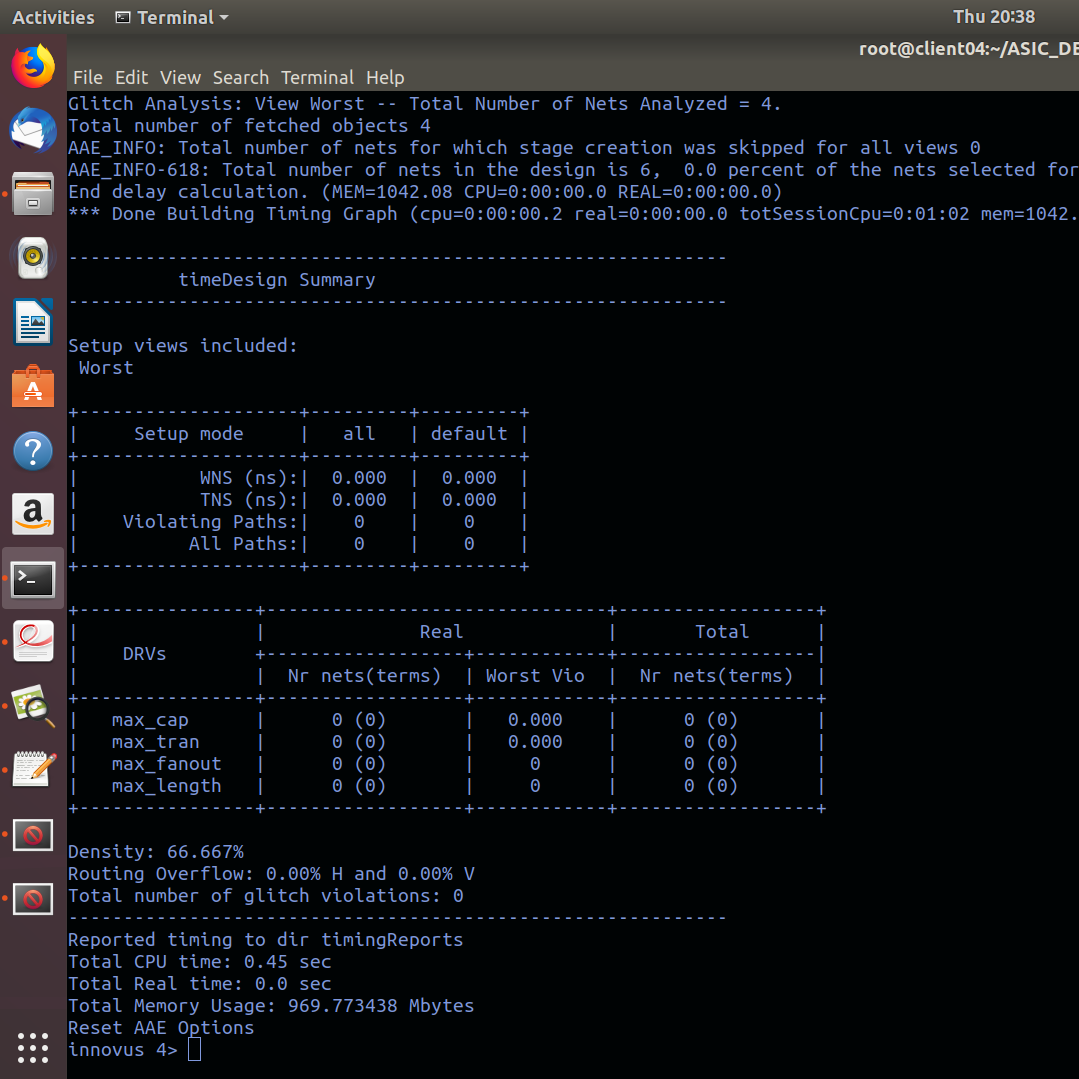 Activities Terminal Thu 20:38
root@client04:~/ASIC_DE
File Edit View Search Terminal Help
Glitch Analysis: View Worst -- Total Number of Nets Analyzed = 4.
Total number of fetched objects 4
AAE_INFO: Total number of nets for which stage creation was skipped for all views 0
AAE_INFO-618: Total number of nets in the design is 6,  0.0 percent of the nets selected for
End delay calculation. (MEM=1042.08 CPU=0:00:00.0 REAL=0:00:00.0)
*** Done Building Timing Graph (cpu=0:00:00.2 real=0:00:00.0 totSessionCpu=0:01:02 mem=1042.
------------------------------------------------------------
          timeDesign Summary
------------------------------------------------------------
Setup views included:
 Worst
+--------------------+---------+---------+
|     Setup mode     |   all   | default |
+--------------------+---------+---------+
|           WNS (ns):|  0.000  |  0.000  |
|           TNS (ns):|  0.000  |  0.000  |
|    Violating Paths:|    0    |    0    |
|          All Paths:|    0    |    0    |
+--------------------+---------+---------+
+----------------+-------------------------------+------------------+
|                |              Real             |       Total      |
|    DRVs        +------------------+------------+------------------|
|                |  Nr nets(terms)  | Worst Vio  |  Nr nets(terms)  |
+----------------+------------------+------------+------------------+
|   max_cap      |      0 (0)       |   0.000    |      0 (0)       |
|   max_tran     |      0 (0)       |   0.000    |      0 (0)       |
|   max_fanout   |      0 (0)       |     0      |      0 (0)       |
|   max_length   |      0 (0)       |     0      |      0 (0)       |
+----------------+------------------+------------+------------------+
Density: 66.667%
Routing Overflow: 0.00% H and 0.00% V
Total number of glitch violations: 0
------------------------------------------------------------
Reported timing to dir timingReports
Total CPU time: 0.45 sec
Total Real time: 0.0 sec
Total Memory Usage: 969.773438 Mbytes
Reset AAE Options
innovus 4>